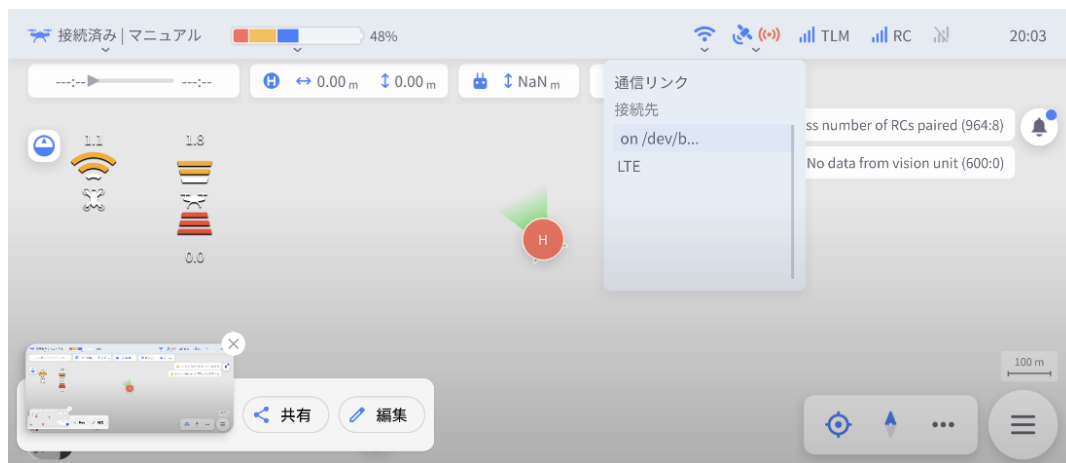 接続済み | マニュアル
48%
TLM
RC
20:03
---:--
---:--
H
0.00 m
0.00 m
NaN m
通信リンク
接続先
on /dev/b...
LTE
ss number of RCs paired (964:8)
No data from vision unit (600:0)
1.1
1.8
0.0
H
100 m
共有
編集